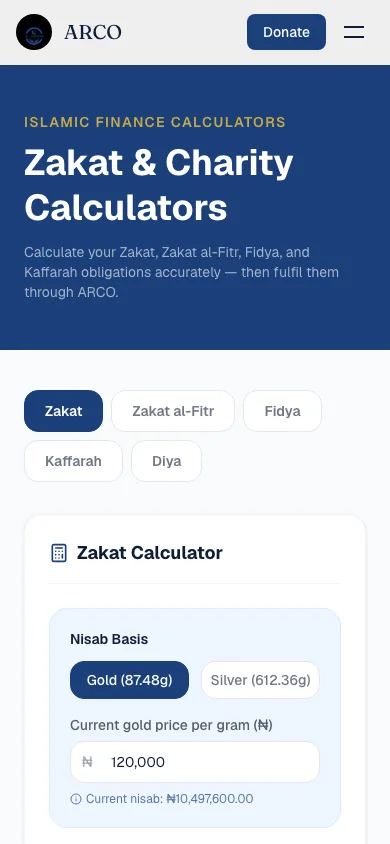 ARCO
Donate
ISLAMIC FINANCE CALCULATORS
Zakat & Charity
Calculators
Calculate your Zakat, Zakat al-Fitr, Fidya, and
Kaffarah obligations accurately — then fulfil them
through ARCO.
Zakat
Zakat al-Fitr
Fidya
Kaffarah
Diya
Zakat Calculator
Nisab Basis
Gold (87.48g)
Silver (612.36g)
Current gold price per gram (₦)
₦ 120,000
Current nisab: ₦10,497,600.00